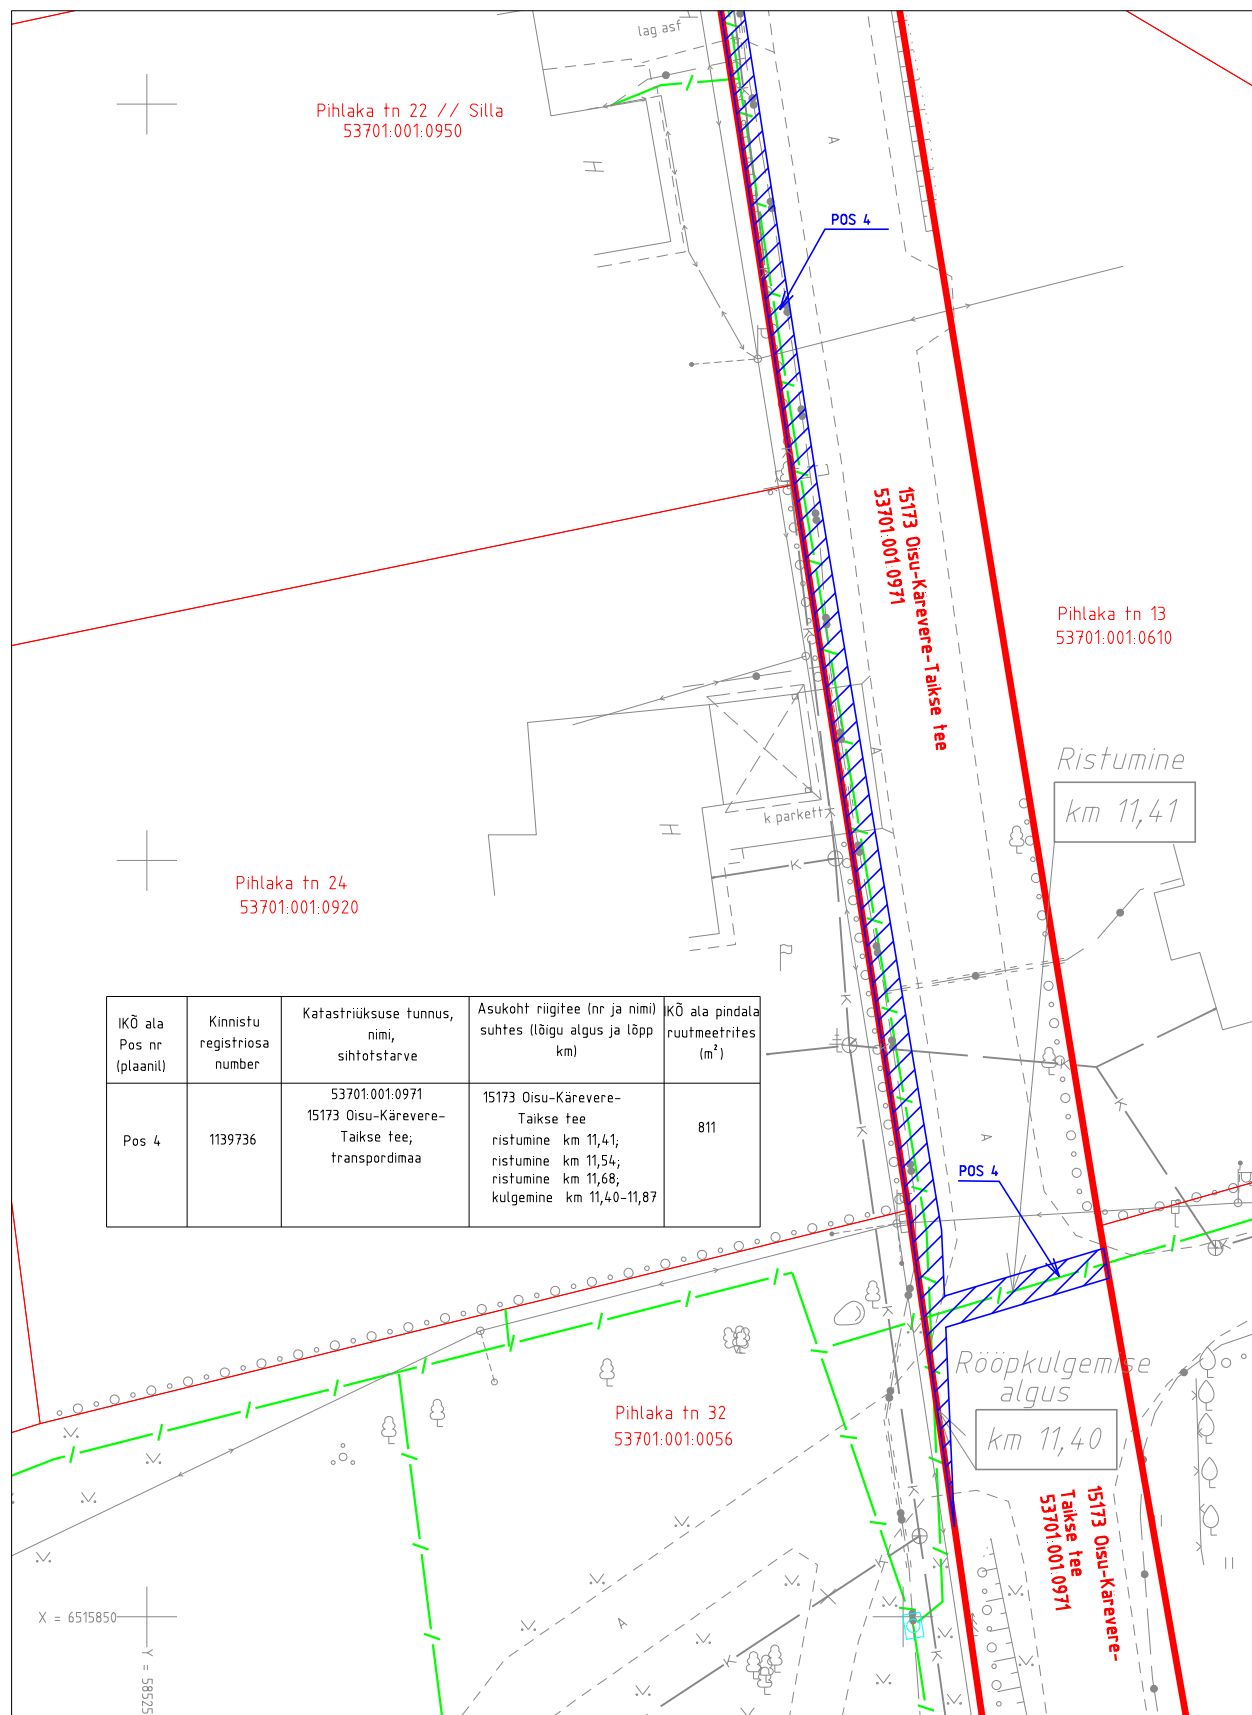 lag.asf
Pihlaka tn 22 // Silla
53701:001:0950
H
A
POS 4
15173 Oisu-Kärevere-Taikse tee
53701:001:0971
Pihlaka tn 13
53701:001:0610
Ristumine
km 11,41
A
k.parkett
H
K
Pihlaka tn 24
53701:001:0920
IKÕ ala
Pos nr
(plaanil)
Kinnistu
registriosa
number
Katastriüksuse tunnus,
nimi,
sihtotstarve
Asukoht riigitee (nr ja nimi)
suhtes (lõigu algus ja lõpp
km)
IKÕ ala pindala
ruutmeetrites
(m²)
Pos 4
1139736
53701:001:0971
15173 Oisu-Kärevere-
Taikse tee;
transpordimaa
15173 Oisu-Kärevere-
Taikse tee
ristumine km 11,41;
ristumine km 11,54;
ristumine km 11,68;
kulgemine km 11,40-11,87
811
K
K
K
K
A
POS 4
K
Rööpkulgemise
algus
km 11,40
Pihlaka tn 32
53701:001:0056
15173 Oisu-Kärevere-
Taikse tee
53701:001:0971
K
K
K
A
K
K
X = 6515850
Y = 58525